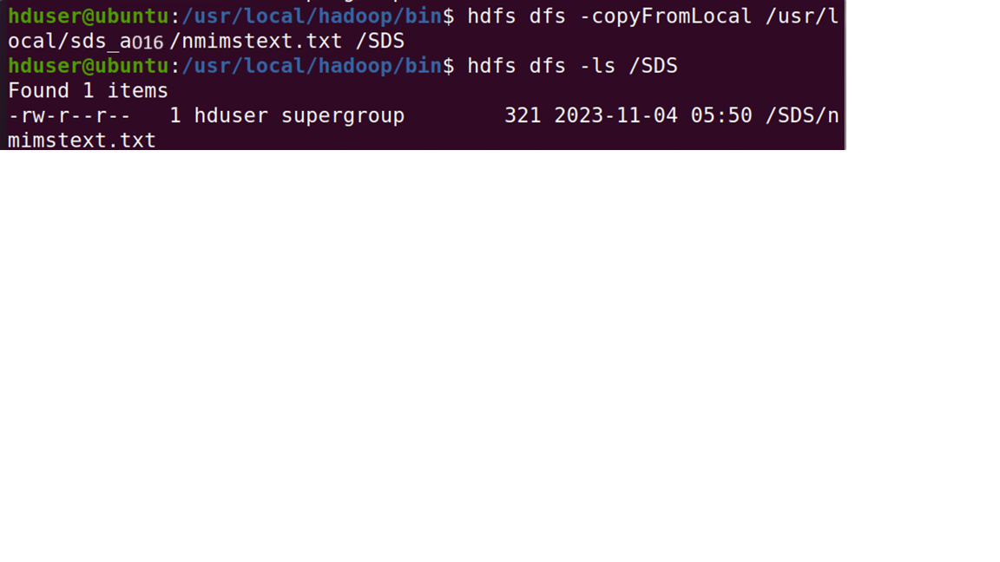 hduser@ubuntu:/usr/local/hadoop/bin$ hdfs dfs -copyFromLocal /usr/l
ocal/sds_a016/nmimstext.txt /SDS
hduser@ubuntu:/usr/local/hadoop/bin$ hdfs dfs -ls /SDS
Found 1 items
-rw-r--r--   1 hduser supergroup        321 2023-11-04 05:50 /SDS/n
mimstext.txt